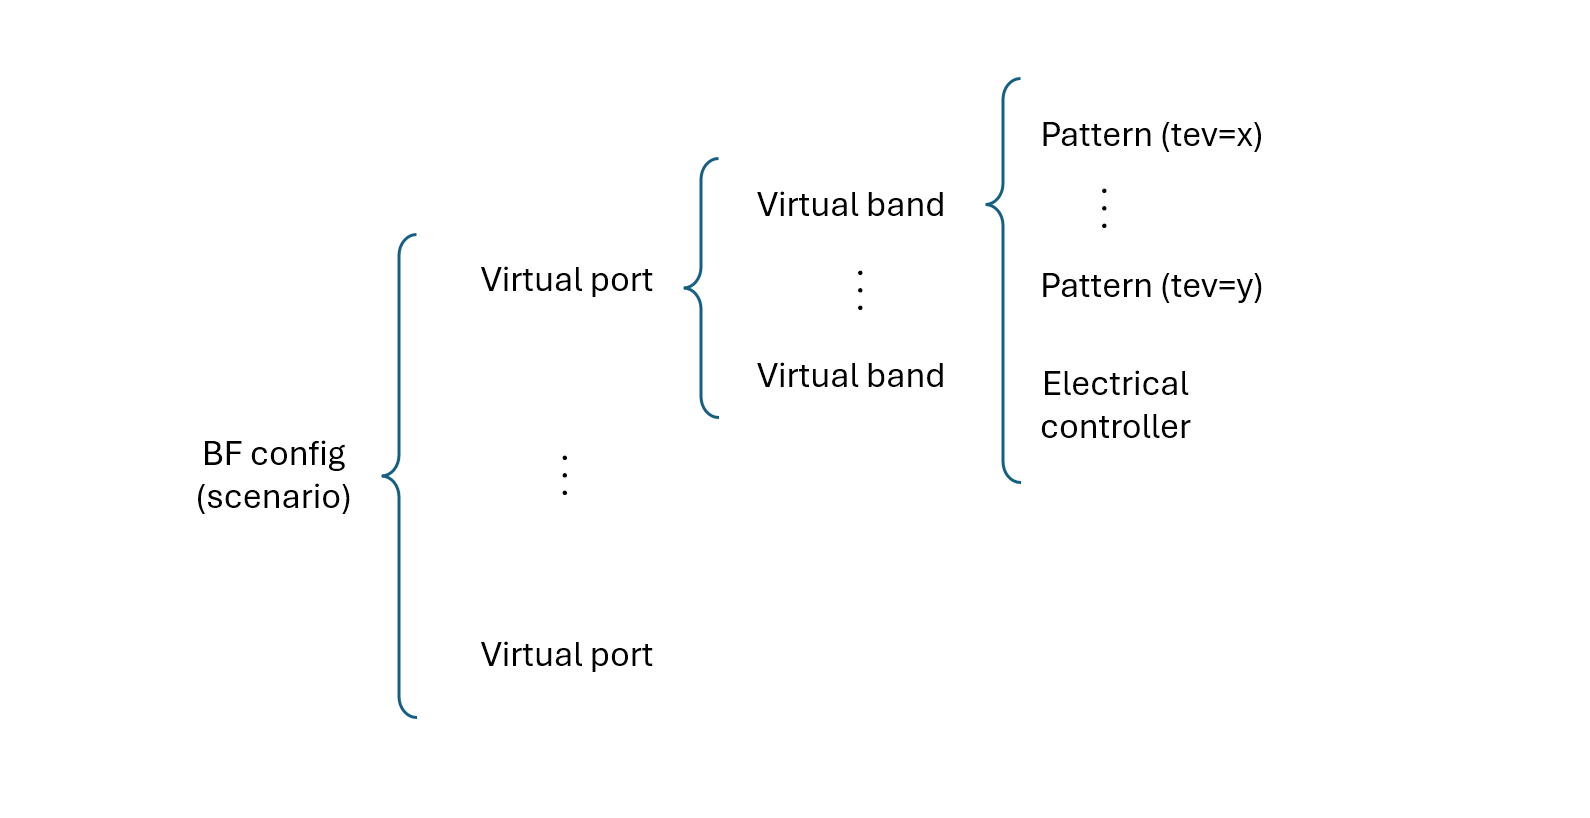 BF config
(scenario)
Virtual port
⋮
Virtual port
Virtual band
⋮
Virtual band
Pattern (tev=x)
⋮
Pattern (tev=y)
Electrical
controller